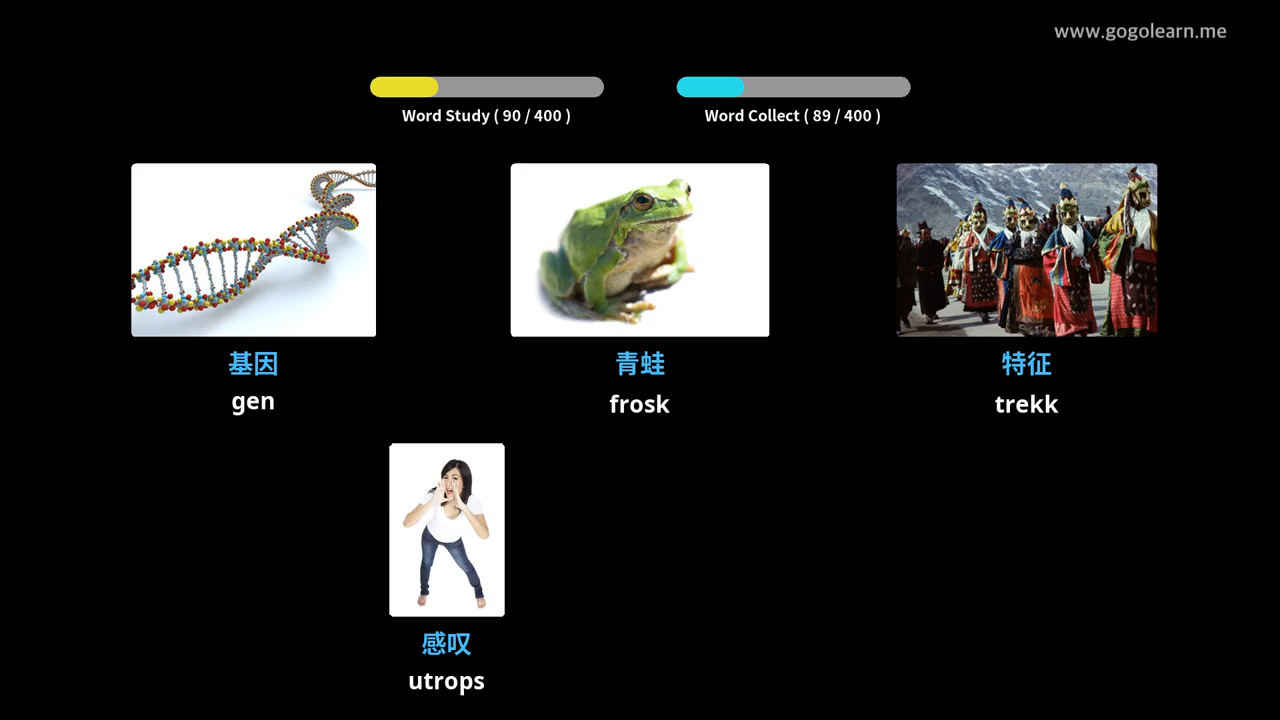 www.gogolearn.me
Word Study ( 90 / 400 )
Word Collect ( 89 / 400 )
基因
gen
青蛙
frosk
特征
trekk
感叹
utrops